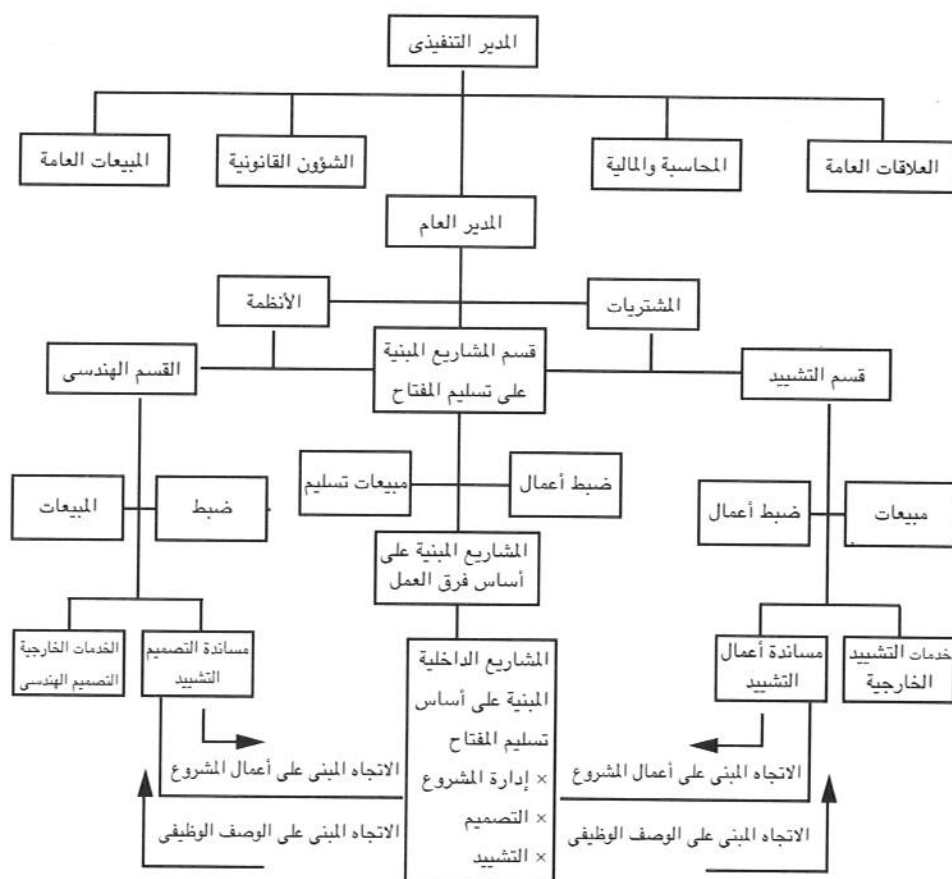 المدير التنفيذى
العلاقات العامة
المحاسبة والمالية
الشؤون القانونية
المبيعات العامة
المدير العام
المشتريات
الأنظمة
قسم التشييد
قسم المشاريع المبنية
على تسليم المفتاح
القسم الهندسى
مبيعات
ضبط أعمال
ضبط أعمال
مبيعات تسليم
ضبط
المبيعات
المشاريع المبنية على
أساس فرق العمل
خدمات التشييد
الخارجية
مساندة أعمال
التشييد
المشاريع الداخلية
المبنية على أساس
تسليم المفتاح
× إدارة المشروع
× التصميم
× التشييد
مساندة التصميم
التشييد
الخدمات الخارجية
التصميم الهندسى
الاتجاه المبنى على أعمال المشروع
الاتجاه المبنى على أعمال المشروع
الاتجاه المبنى على الوصف الوظيفى
الاتجاه المبنى على الوصف الوظيفى